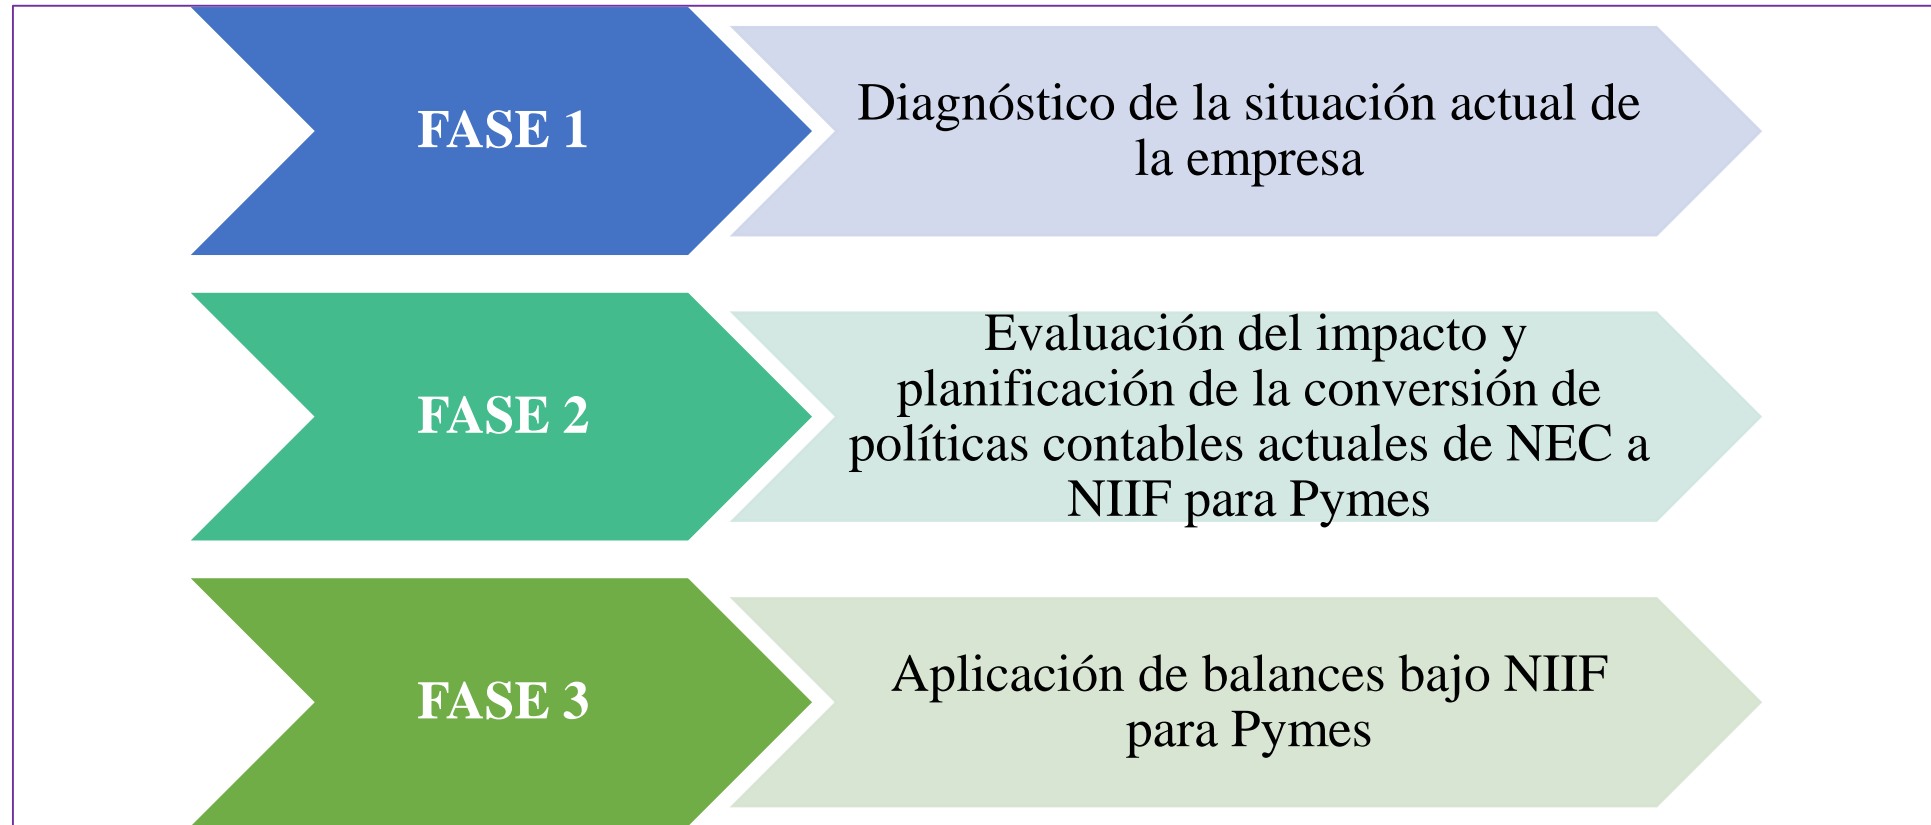 FASE 1
Diagnóstico de la situación actual de
la empresa
FASE 2
Evaluación del impacto y
planificación de la conversión de
políticas contables actuales de NEC a
NIIF para Pymes
FASE 3
Aplicación de balances bajo NIIF
para Pymes